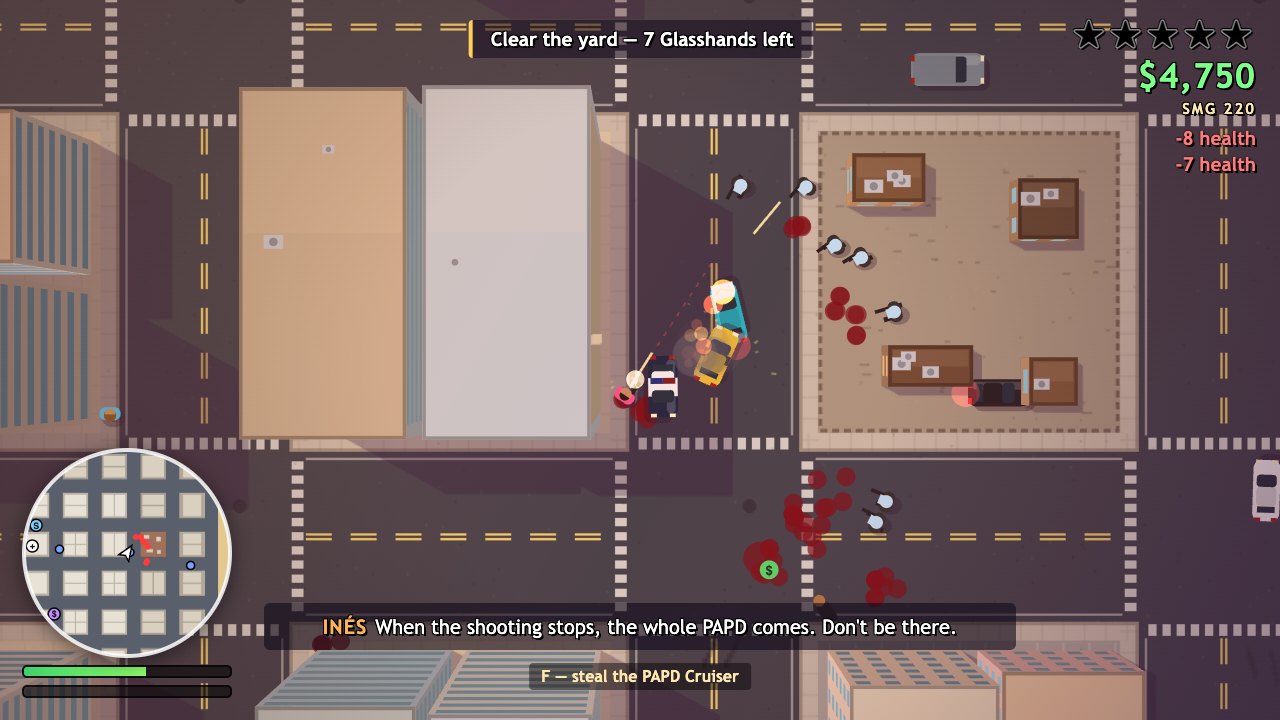 Clear the yard — 7 Glasshands left
$4,750
SMG 220
-8 health
-7 health
S
S
$
INÉS When the shooting stops, the whole PAPD comes. Don't be there.
F — steal the PAPD Cruiser